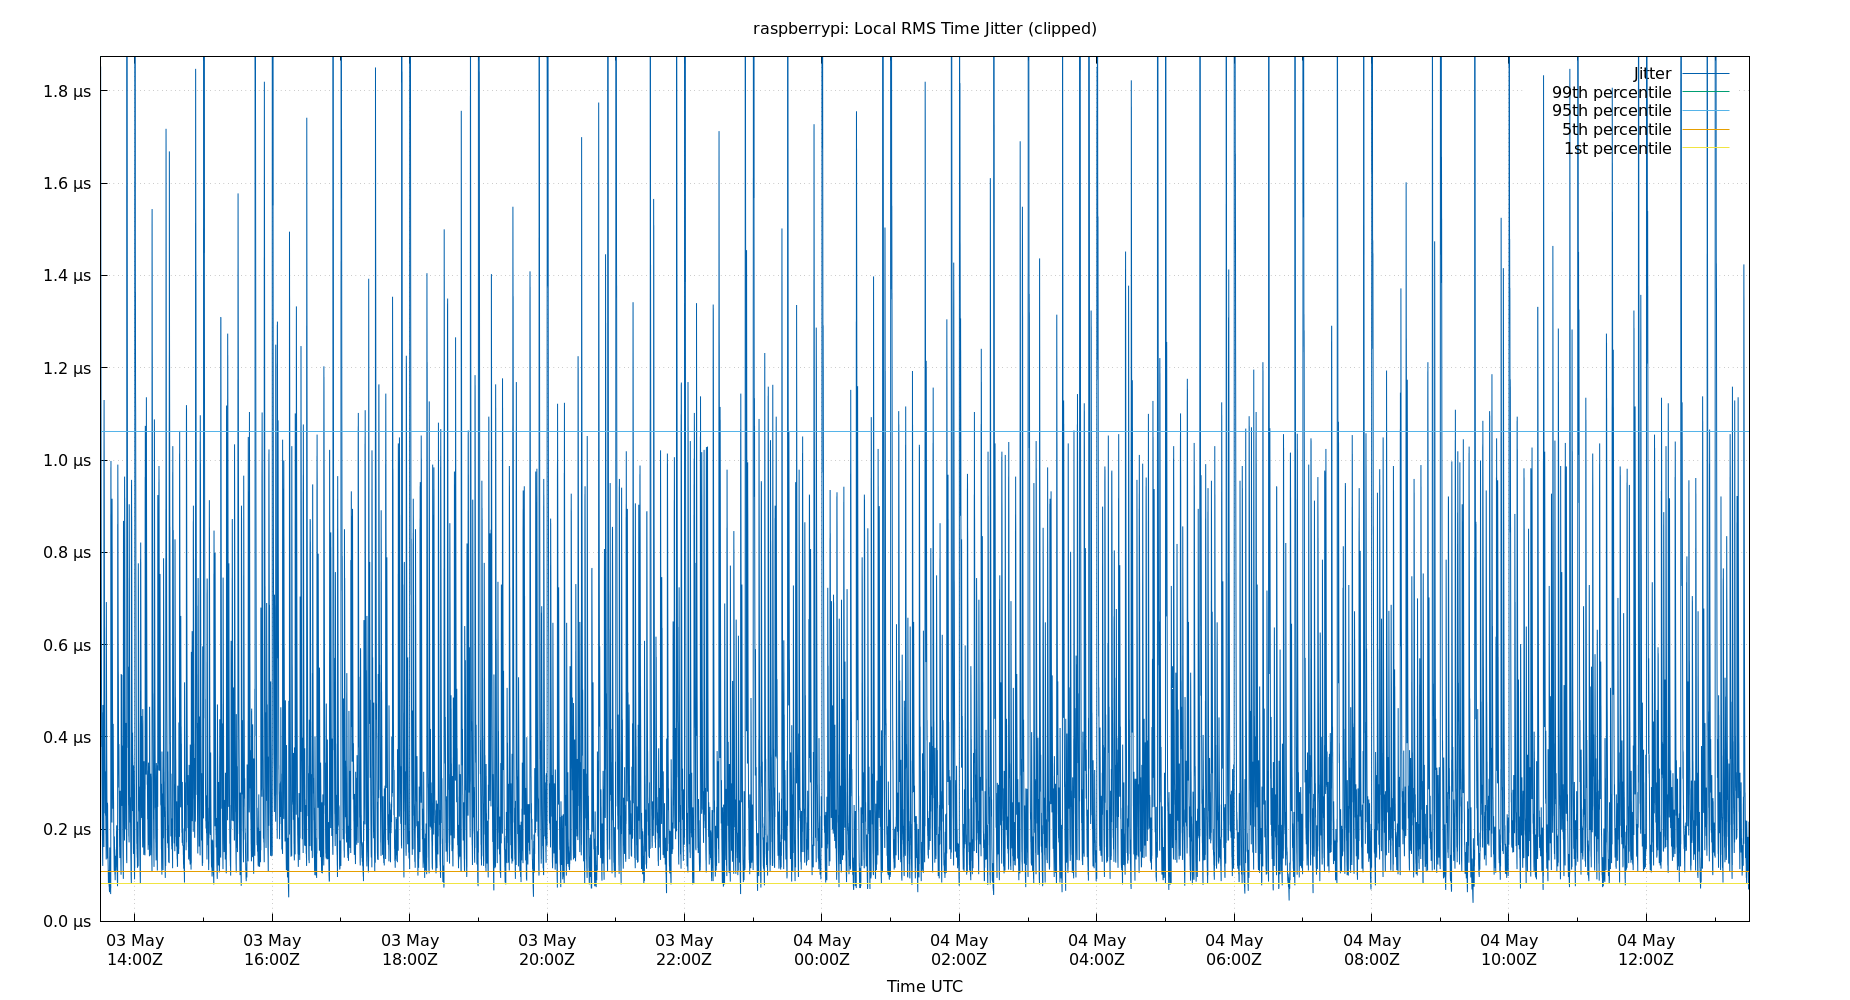 raspberrypi: Local RMS Time Jitter (clipped)
Jitter
99th percentile
95th percentile
5th percentile
1st percentile
1.8 µs
1.6 µs
1.4 µs
1.2 µs
1.0 µs
0.8 µs
0.6 µs
0.4 µs
0.2 µs
0.0 µs
03 May 03 May 03 May 03 May 03 May 04 May 04 May 04 May 04 May 04 May 04 May 04 May
14:00Z 16:00Z 18:00Z 20:00Z 22:00Z 00:00Z 02:00Z 04:00Z 06:00Z 08:00Z 10:00Z 12:00Z
Time UTC